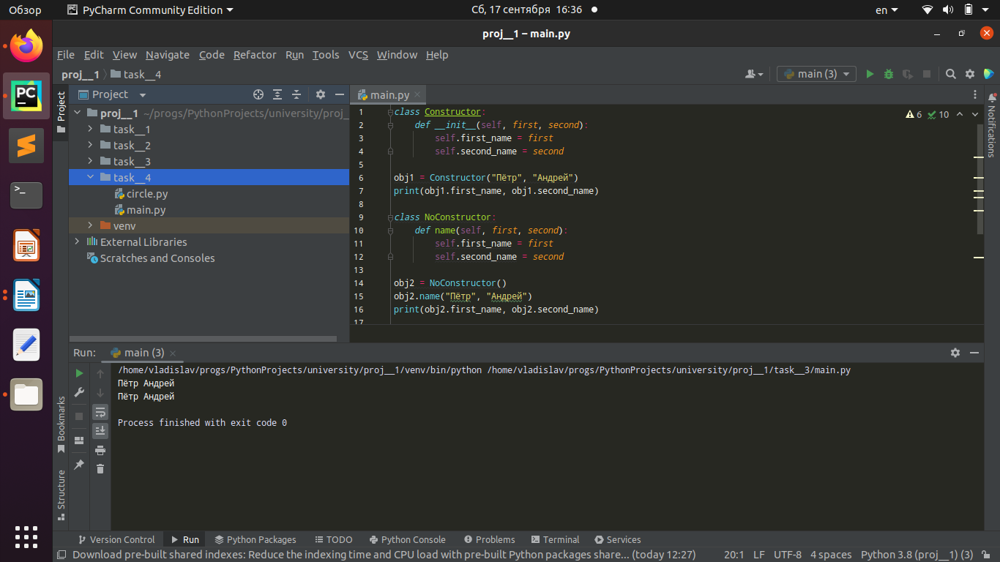 Обзор PyCharm Community Edition Сб, 17 сентября 16:36 en
proj__1 – main.py
File Edit View Navigate Code Refactor Run Tools VCS Window Help
proj__1 task__4 main (3)
Project
Project
proj__1 ~/progs/PythonProjects/university/proj_
task__1
task__2
task__3
task__4
circle.py
main.py
venv
External Libraries
Scratches and Consoles
PC
>_
main.py
6 10
Notifications
1 class Constructor:
2 def __init__(self, first, second):
3 self.first_name = first
4 self.second_name = second
5
6 obj1 = Constructor("Пётр", "Андрей")
7 print(obj1.first_name, obj1.second_name)
8
9 class NoConstructor:
10 def name(self, first, second):
11 self.first_name = first
12 self.second_name = second
13
14 obj2 = NoConstructor()
15 obj2.name("Пётр", "Андрей")
16 print(obj2.first_name, obj2.second_name)
17
Run: main (3)
/home/vladislav/progs/PythonProjects/university/proj__1/venv/bin/python /home/vladislav/progs/PythonProjects/university/proj__1/task__3/main.py
Пётр Андрей
Пётр Андрей
Process finished with exit code 0
Bookmarks
Structure
Version Control Run Python Packages TODO Python Console Problems Terminal Services
Download pre-built shared indexes: Reduce the indexing time and CPU load with pre-built Python packages share... (today 12:27) 20:1 LF UTF-8 4 spaces Python 3.8 (proj__1) (3)